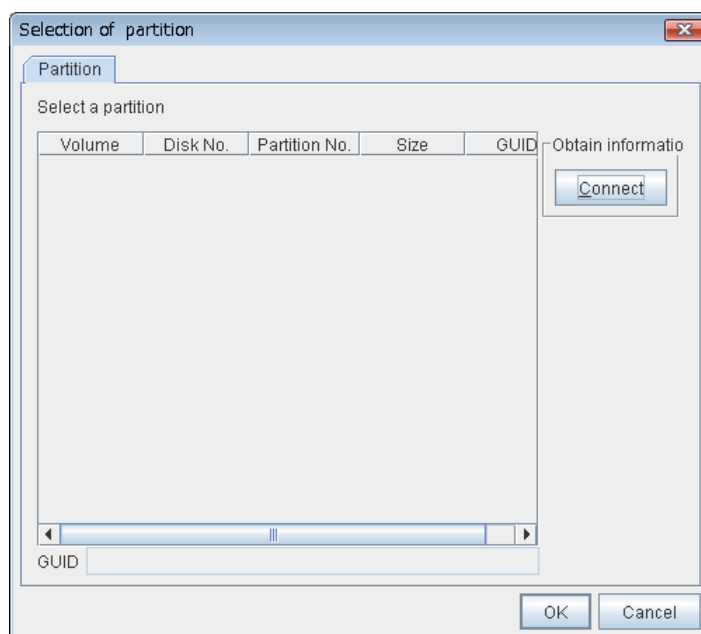 Selection of partition
Partition
Select a partition
Volume Disk No. Partition No. Size GUID
Obtain informatio
Connect
GUID
OK Cancel